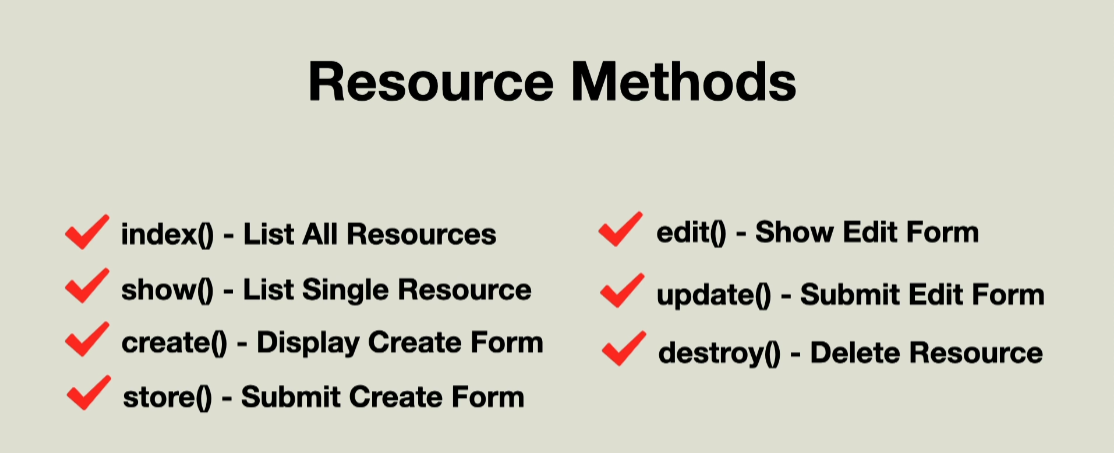 Resource Methods
index() - List All Resources
show() - List Single Resource
create() - Display Create Form
store() - Submit Create Form
edit() - Show Edit Form
update() - Submit Edit Form
destroy() - Delete Resource